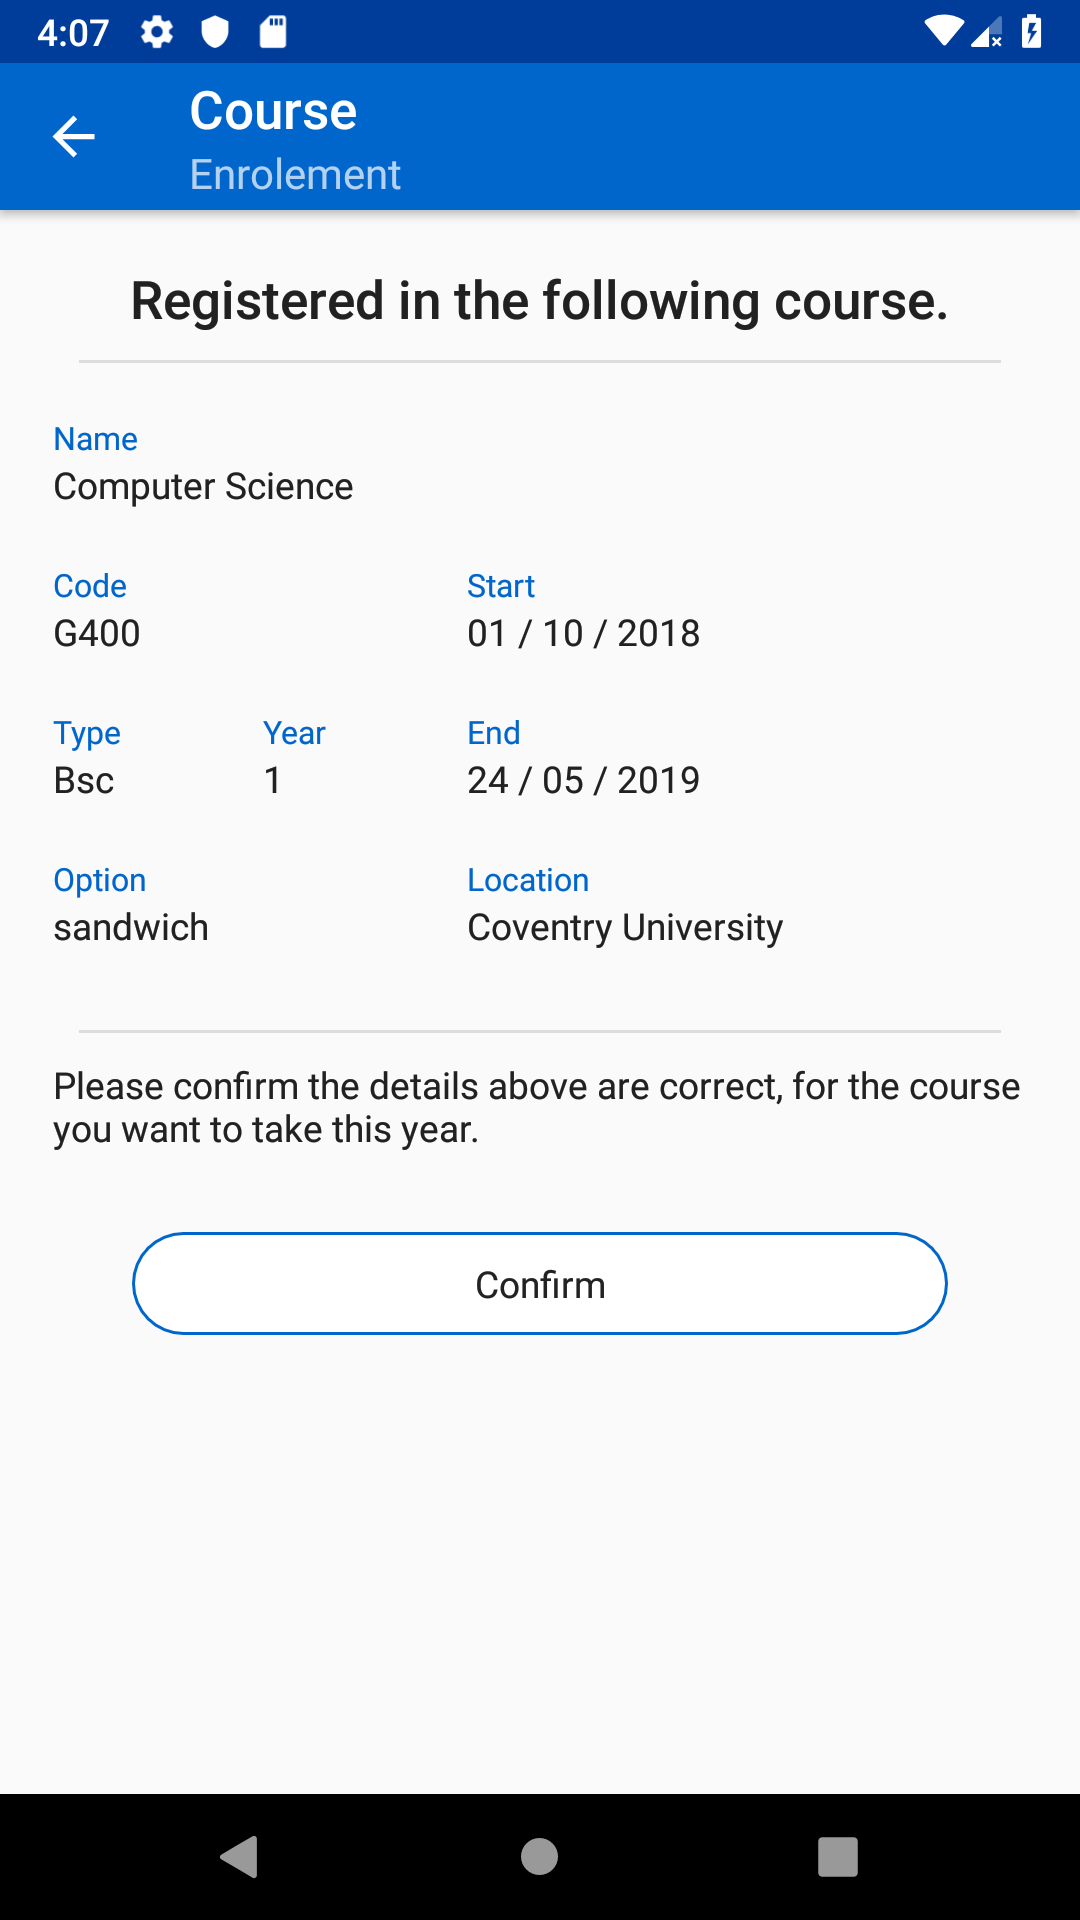 4:07
Course
Enrolement
Registered in the following course.
Name
Computer Science
Code
G400
Start
01 / 10 / 2018
Type
Bsc
Year
1
End
24 / 05 / 2019
Option
sandwich
Location
Coventry University
Please confirm the details above are correct, for the course
you want to take this year.
Confirm